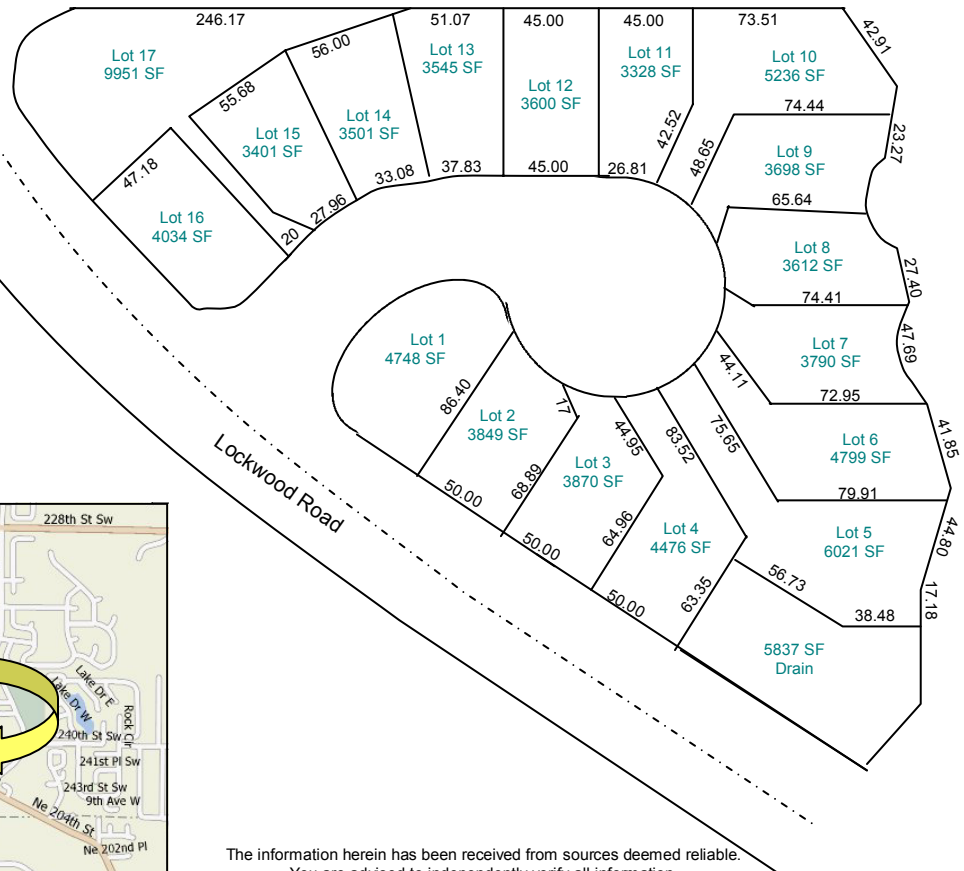 246.17
51.07
45.00
45.00
73.51
42.91
Lot 17
9951 SF
56.00
Lot 13
3545 SF
Lot 12
3600 SF
Lot 11
3328 SF
Lot 10
5236 SF
55.68
Lot 15
3401 SF
Lot 14
3501 SF
42.52
74.44
23.27
47.18
48.65
Lot 9
3698 SF
33.08
37.83
45.00
26.81
65.64
Lot 16
4034 SF
27.96
20
Lot 8
3612 SF
27.40
74.41
47.69
Lot 1
4748 SF
Lot 7
3790 SF
44.11
72.95
86.40
Lot 2
3849 SF
17
44.95
83.52
75.65
41.85
Lot 6
4799 SF
Lot 3
3870 SF
68.89
79.91
50.00
64.96
Lot 4
4476 SF
Lot 5
6021 SF
44.80
50.00
56.73
17.18
50.00
63.35
38.48
5837 SF
Drain
Lockwood Road
228th St Sw
Lake Dr E
Lake Dr W
Rock Cir
240th St Sw
241st Pl Sw
243rd St Sw
9th Ave W
Ne 204th St
Ne 202nd Pl
The information herein has been received from sources deemed reliable.
You are advised to independently verify all information